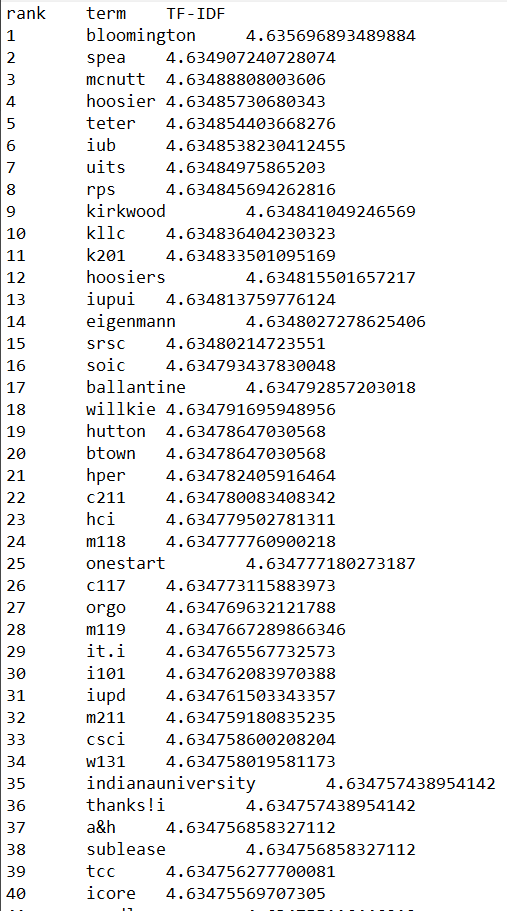 rank term TF-IDF
1 bloomington 4.635696893489884
2 spea 4.634907240728074
3 mcnutt 4.63488808003606
4 hoosier 4.63485730680343
5 teter 4.634854403668276
6 iub 4.6348538230412455
7 uits 4.63484975865203
8 rps 4.634845694262816
9 kirkwood 4.634841049246569
10 kllc 4.634836404230323
11 k201 4.634833501095169
12 hoosiers 4.634815501657217
13 iupui 4.634813759776124
14 eigenmann 4.6348027278625406
15 srsc 4.63480214723551
16 soic 4.634793437830048
17 ballantine 4.634792857203018
18 willkie 4.634791695948956
19 hutton 4.63478647030568
20 btown 4.63478647030568
21 hper 4.634782405916464
22 c211 4.634780083408342
23 hci 4.634779502781311
24 m118 4.634777760900218
25 onestart 4.634777180273187
26 c117 4.634773115883973
27 orgo 4.634769632121788
28 m119 4.6347667289866346
29 it.i 4.634765567732573
30 i101 4.634762083970388
31 iupd 4.634761503343357
32 m211 4.634759180835235
33 csci 4.634758600208204
34 w131 4.634758019581173
35 indianauniversity 4.634757438954142
36 thanks!i 4.634757438954142
37 a&h 4.634756858327112
38 sublease 4.634756858327112
39 tcc 4.634756277700081
40 icore 4.63475569707305